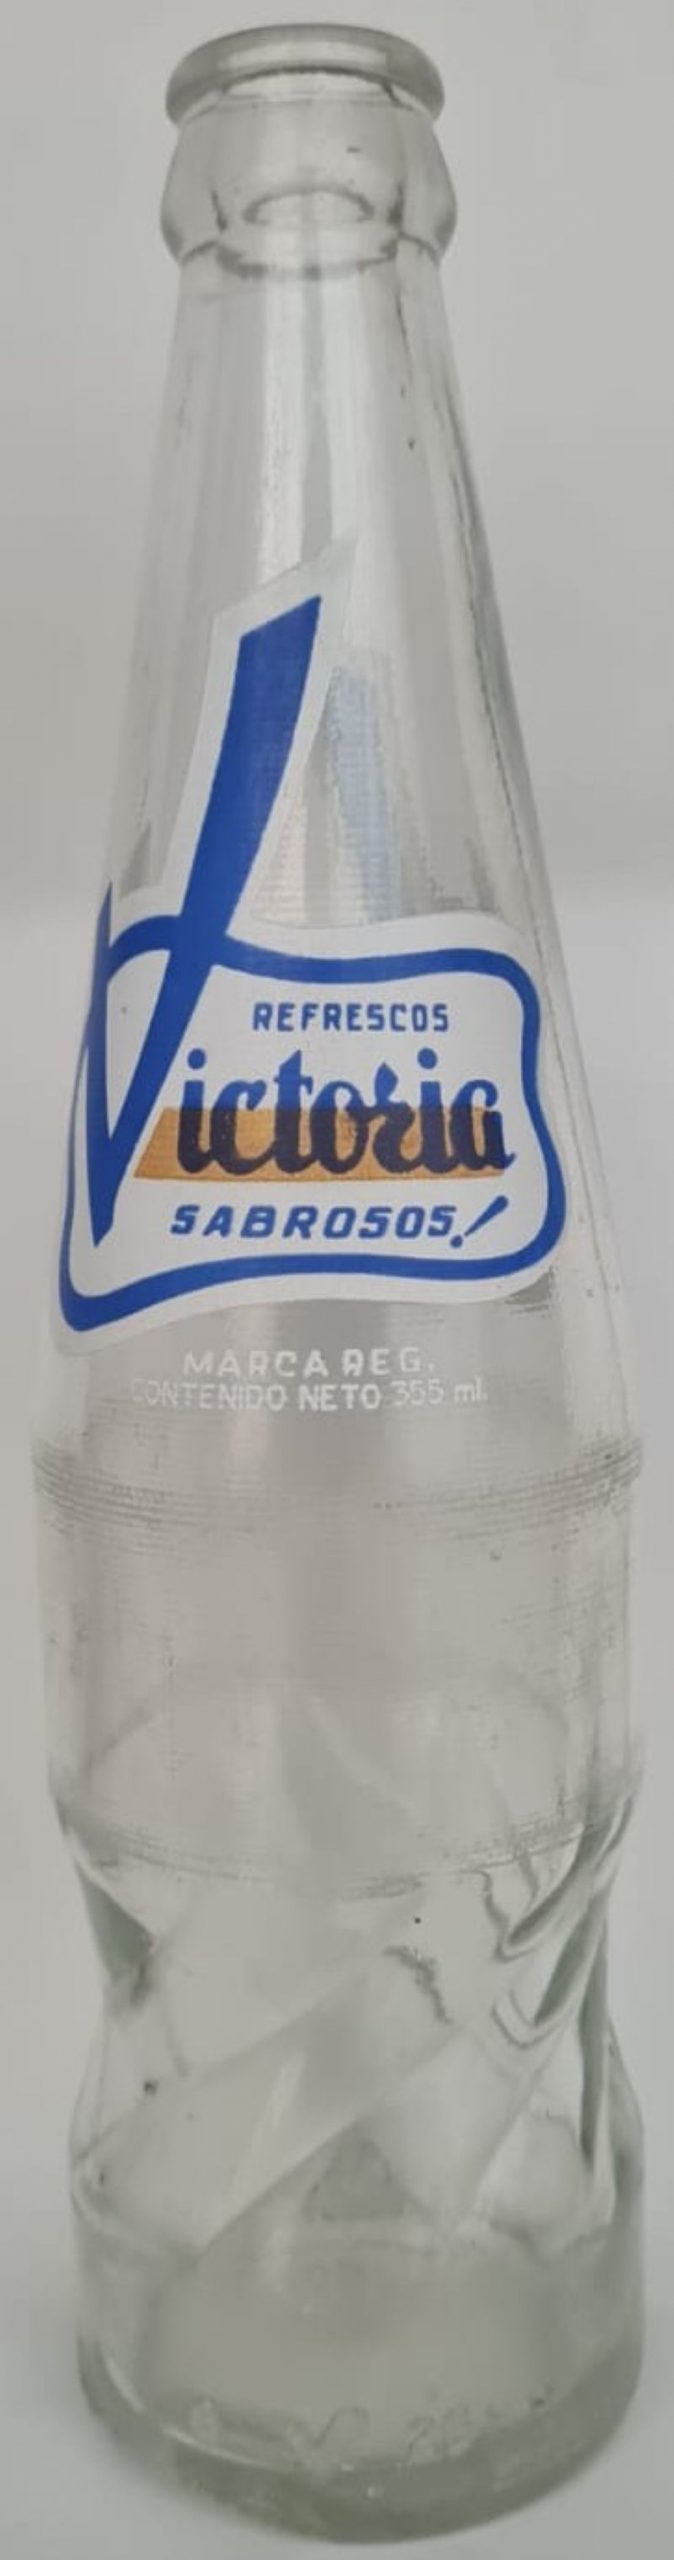 REFRESCOS
Victoria
SABROSOS!
MARCA REG.
CONTENIDO NETO 355 ml.